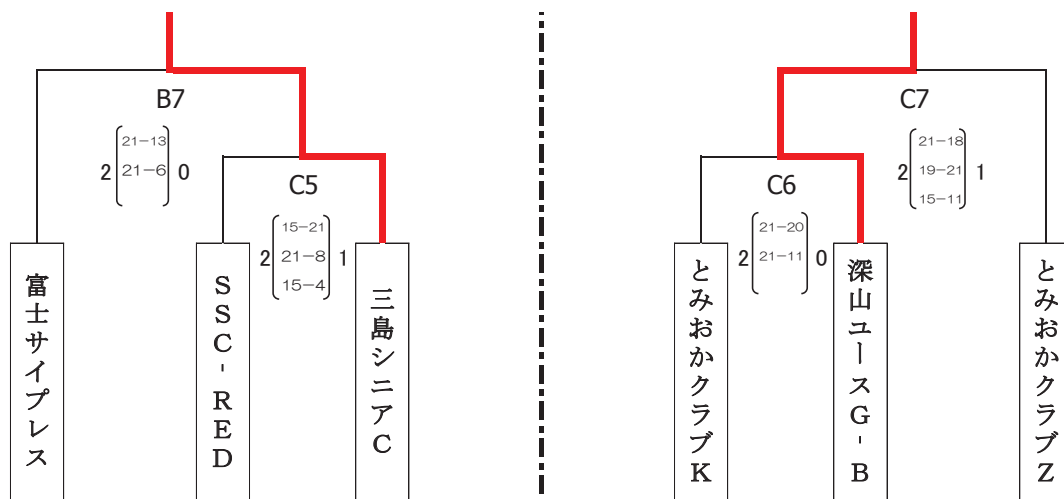 B7
21-13
2 21-6 0
C5
15-21
2 21-8 1
15-4
富士サイプレス
SSC-RED
三島シニアC
C7
21-18
2 19-21 1
15-11
C6
21-20
2 21-11 0
とみおかクラブK
深山ユースG-B
とみおかクラブZ